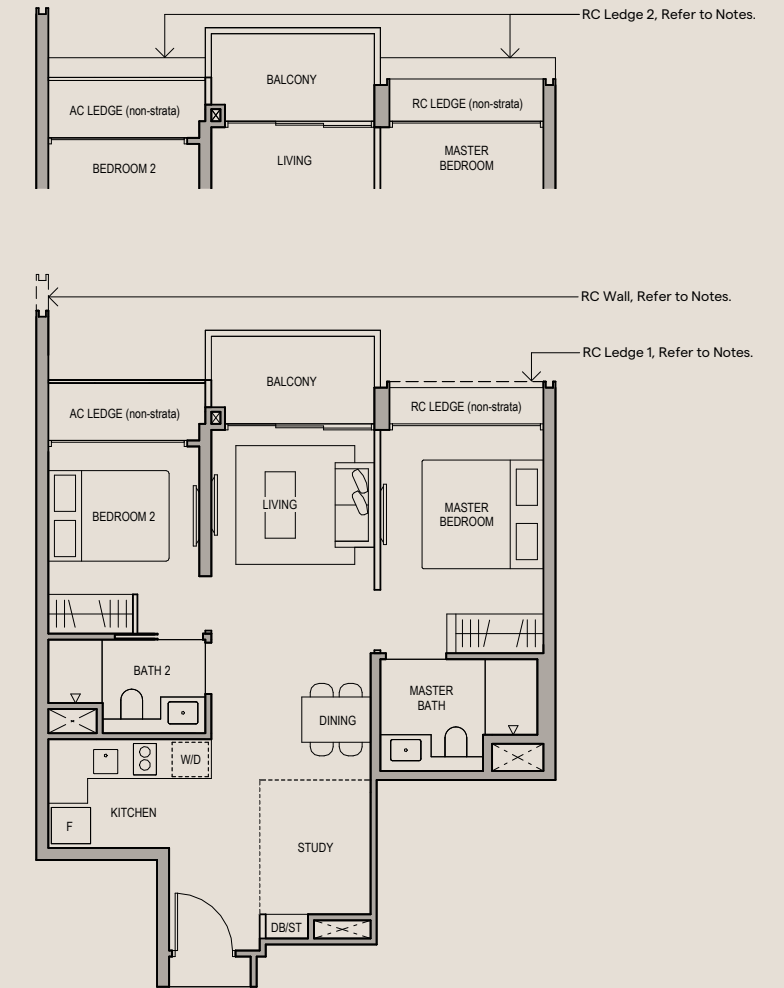 RC Ledge 2, Refer to Notes.
BALCONY
AC LEDGE (non-strata)
RC LEDGE (non-strata)
BEDROOM 2
LIVING
MASTER
BEDROOM
RC Wall, Refer to Notes.
RC Ledge 1, Refer to Notes.
BALCONY
AC LEDGE (non-strata)
RC LEDGE (non-strata)
BEDROOM 2
LIVING
MASTER
BEDROOM
BATH 2
MASTER
BATH
DINING
W/D
KITCHEN
F
STUDY
DB/ST